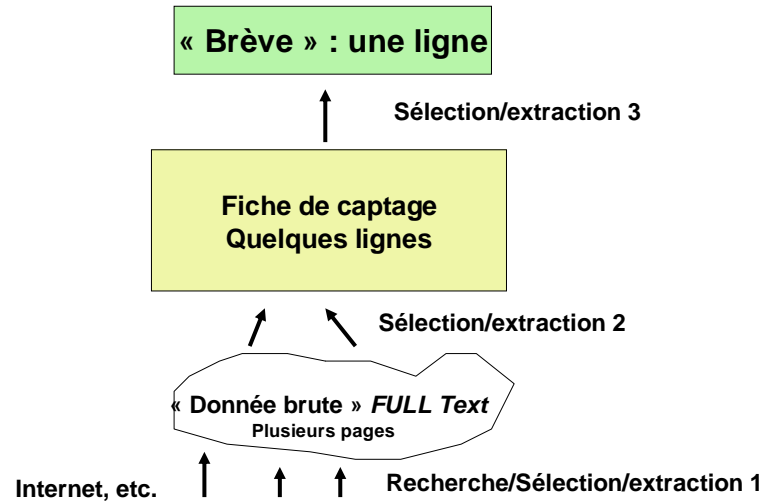 « Brève » : une ligne
Sélection/extraction 3
Fiche de captage
Quelques lignes
Sélection/extraction 2
« Donnée brute » FULL Text
Plusieurs pages
Internet, etc.
Recherche/Sélection/extraction 1